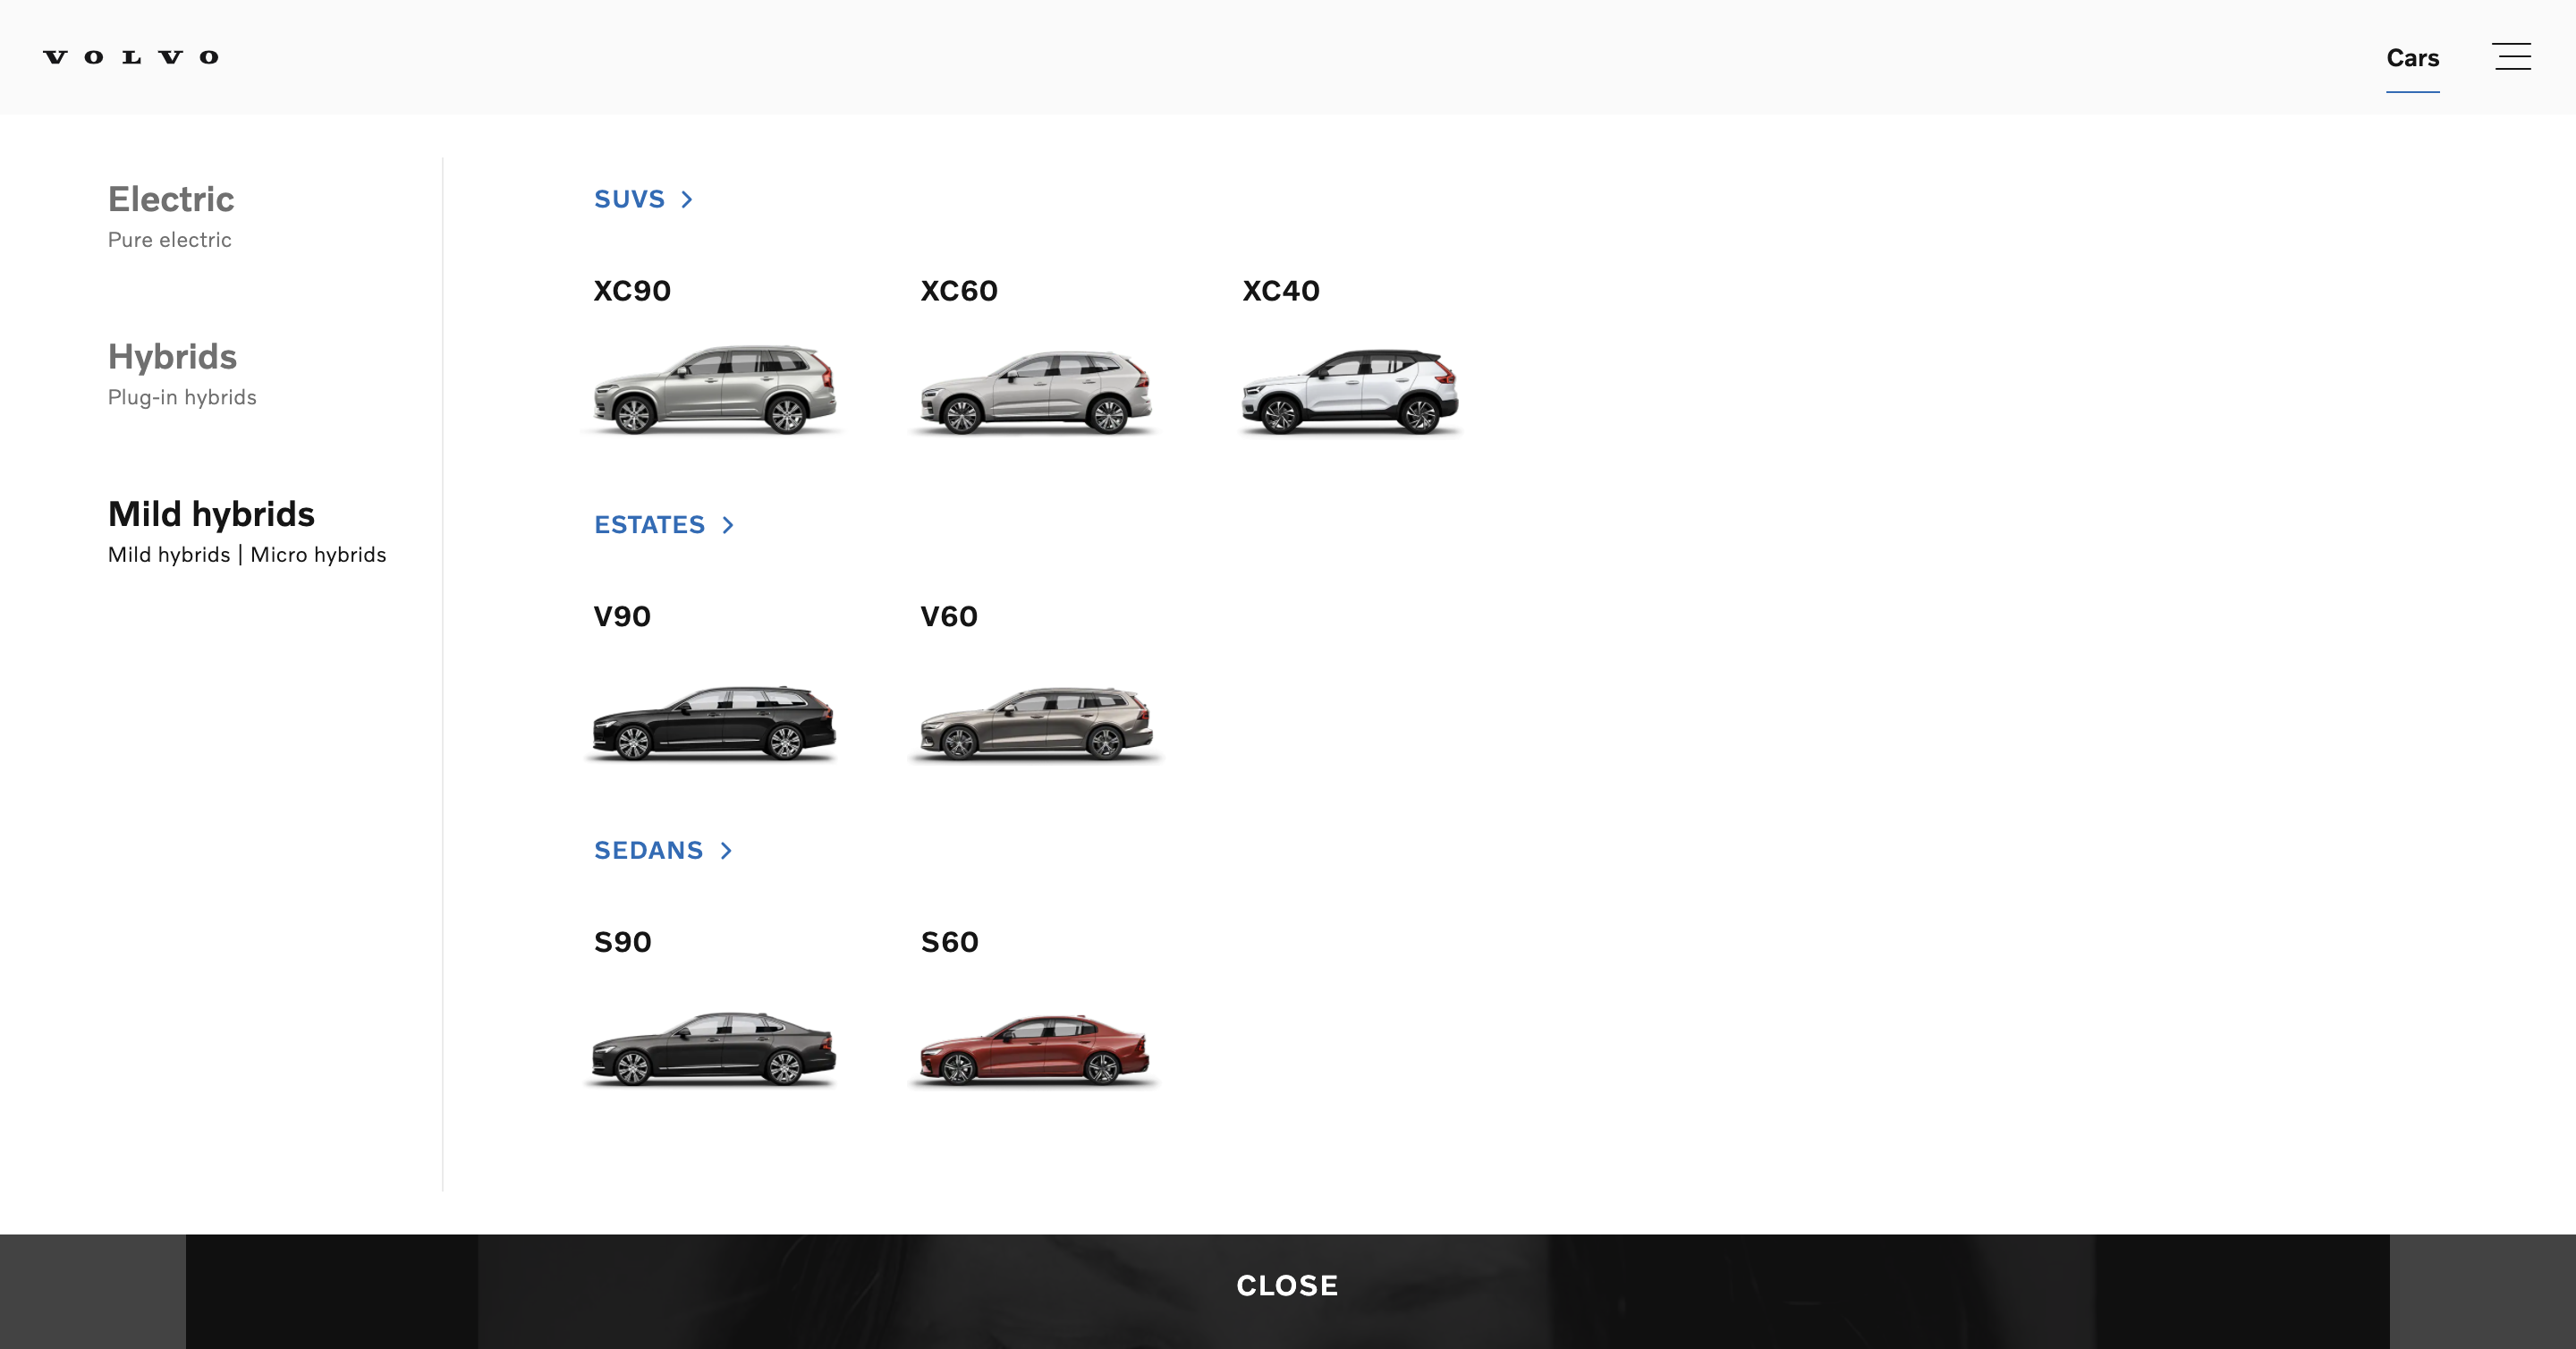 VOLVO
Cars
Electric
Pure electric
Hybrids
Plug-in hybrids
Mild hybrids
Mild hybrids | Micro hybrids
SUVS
XC90 XC60 XC40
ESTATES
V90 V60
SEDANS
S90 S60
CLOSE